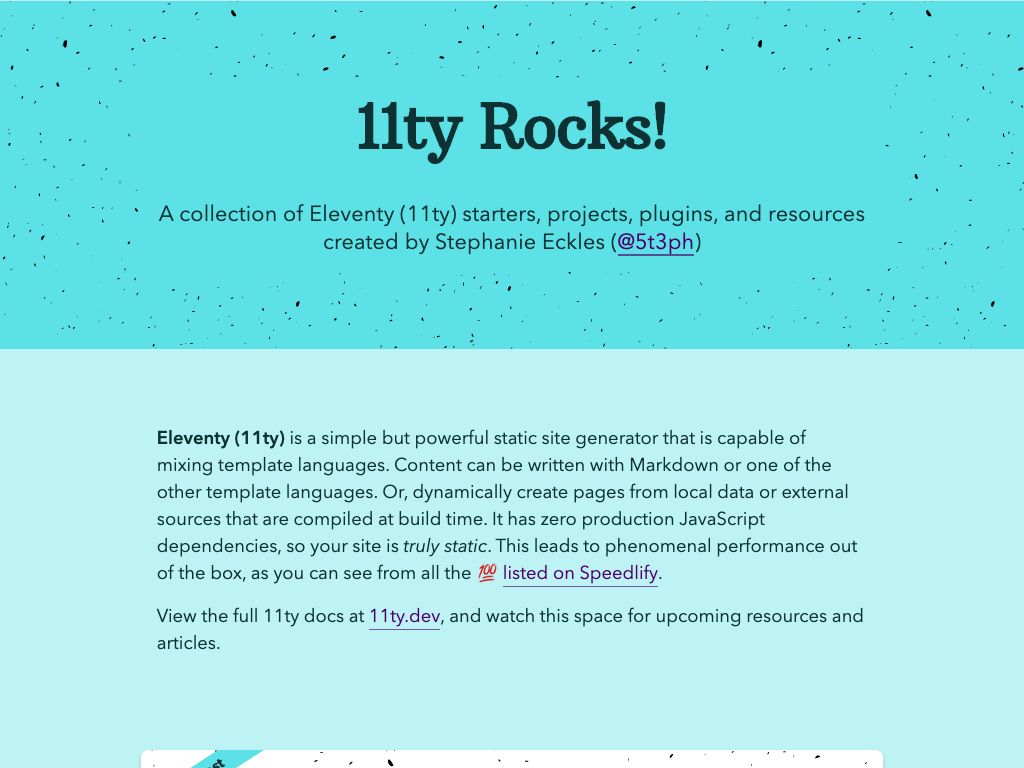 11ty Rocks!
A collection of Eleventy (11ty) starters, projects, plugins, and resources
created by Stephanie Eckles (@5t3ph)
Eleventy (11ty) is a simple but powerful static site generator that is capable of
mixing template languages. Content can be written with Markdown or one of the
other template languages. Or, dynamically create pages from local data or external
sources that are compiled at build time. It has zero production JavaScript
dependencies, so your site is truly static. This leads to phenomenal performance out
of the box, as you can see from all the 💯 listed on Speedlify.
View the full 11ty docs at 11ty.dev, and watch this space for upcoming resources and
articles.